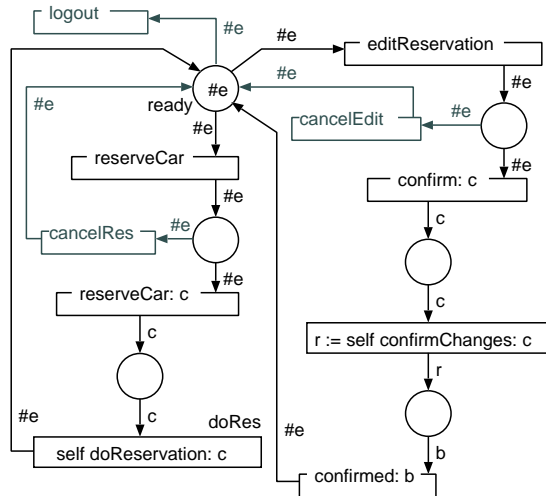 logout
#e
#e
editReservation
#e
#e
#e
#e
ready
cancelEdit
#e
#e
#e
reserveCar
confirm: c
#e
c
cancelRes
#e
#e
reserveCar: c
c
c
r := self confirmChanges: c
r
c
doRes
#e
#e
self doReservation: c
b
confirmed: b